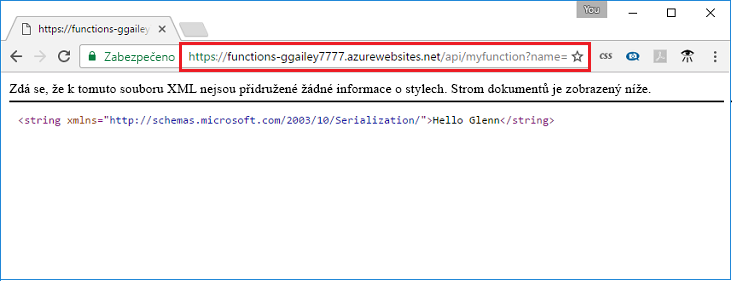 You
https://functions-ggailey
Zabezpečeno
https://functions-ggailey7777.azurewebsites.net/api/myfunction?name=
css
Zdá se, že k tomuto souboru XML nejsou přidružené žádné informace o stylech. Strom dokumentů je zobrazený níže.
<string xmlns="http://schemas.microsoft.com/2003/10/Serialization/">Hello Glenn</string>